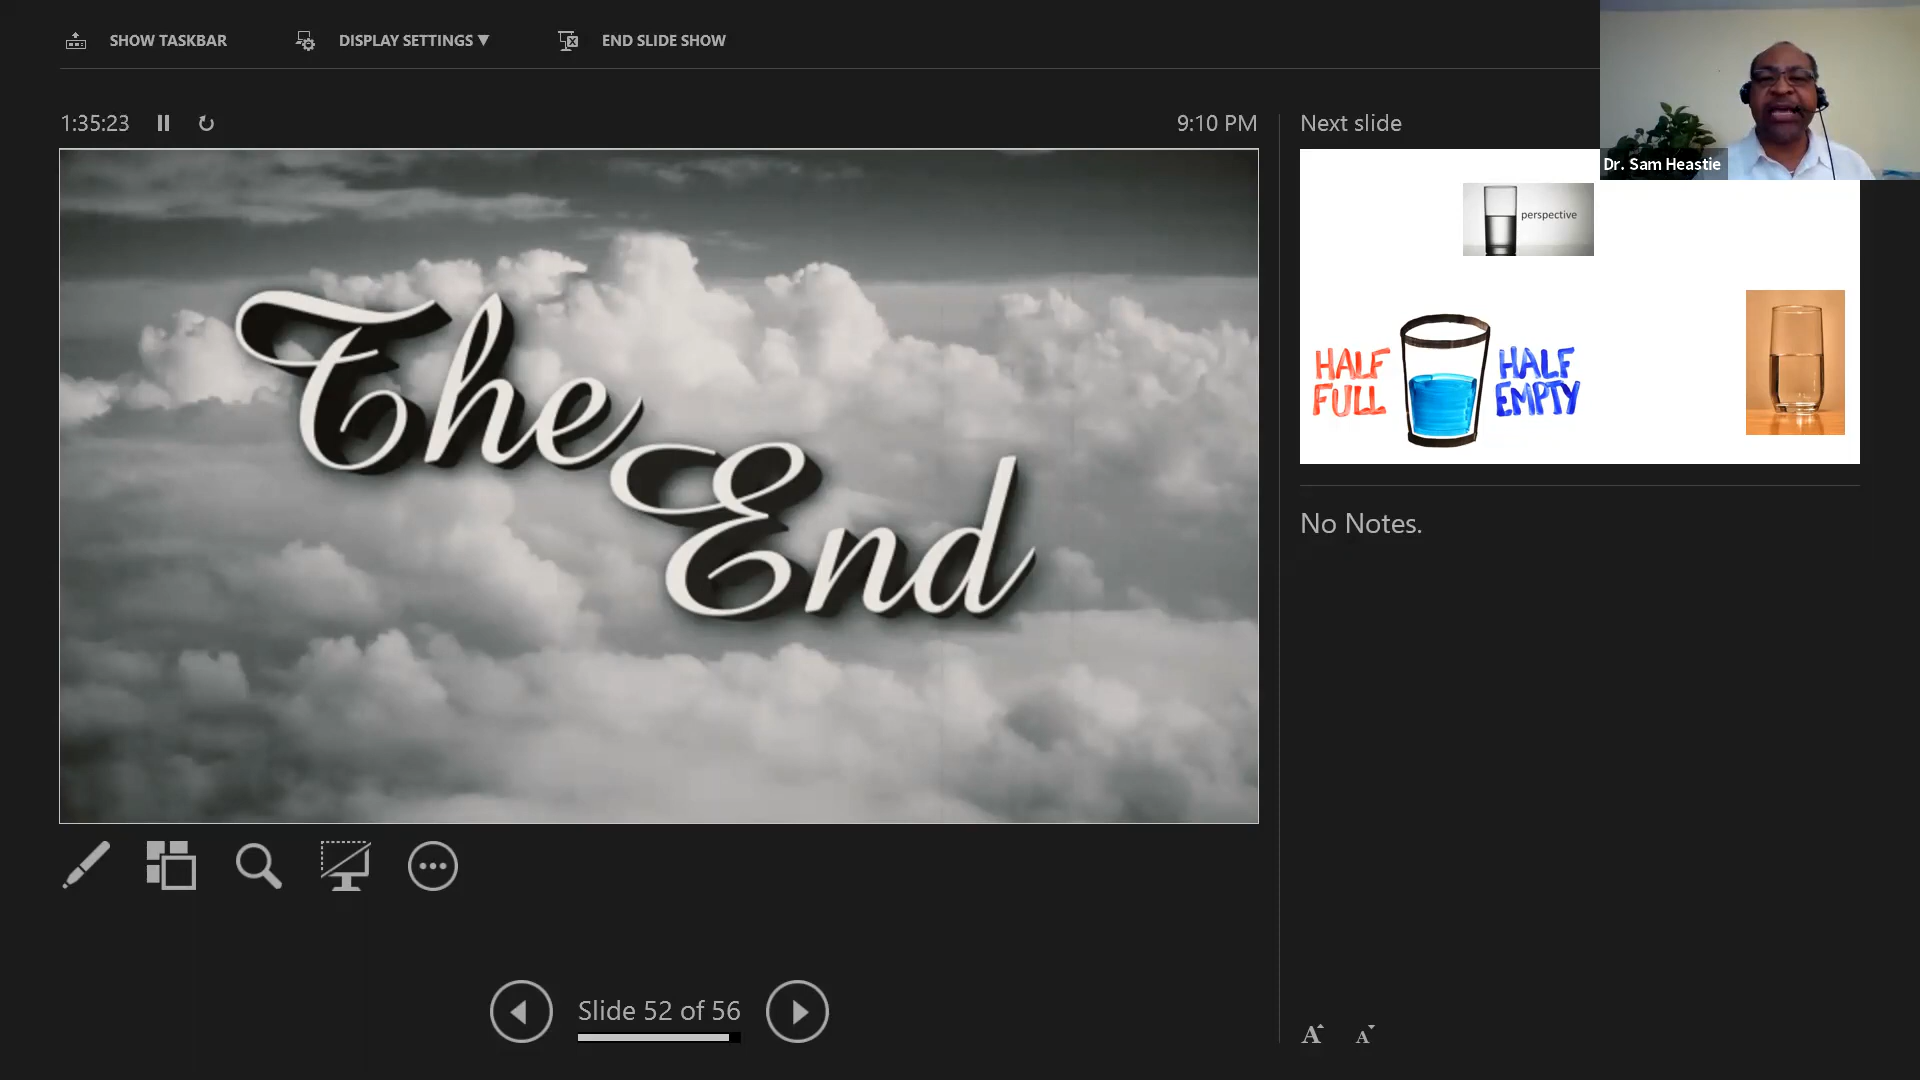 SHOW TASKBAR
DISPLAY SETTINGS ▼
END SLIDE SHOW
1:35:23
9:10 PM
Next slide
Dr. Sam Heastie
The
End
perspective
HALF
FULL
HALF
EMPTY
No Notes.
Slide 52 of 56
A
A